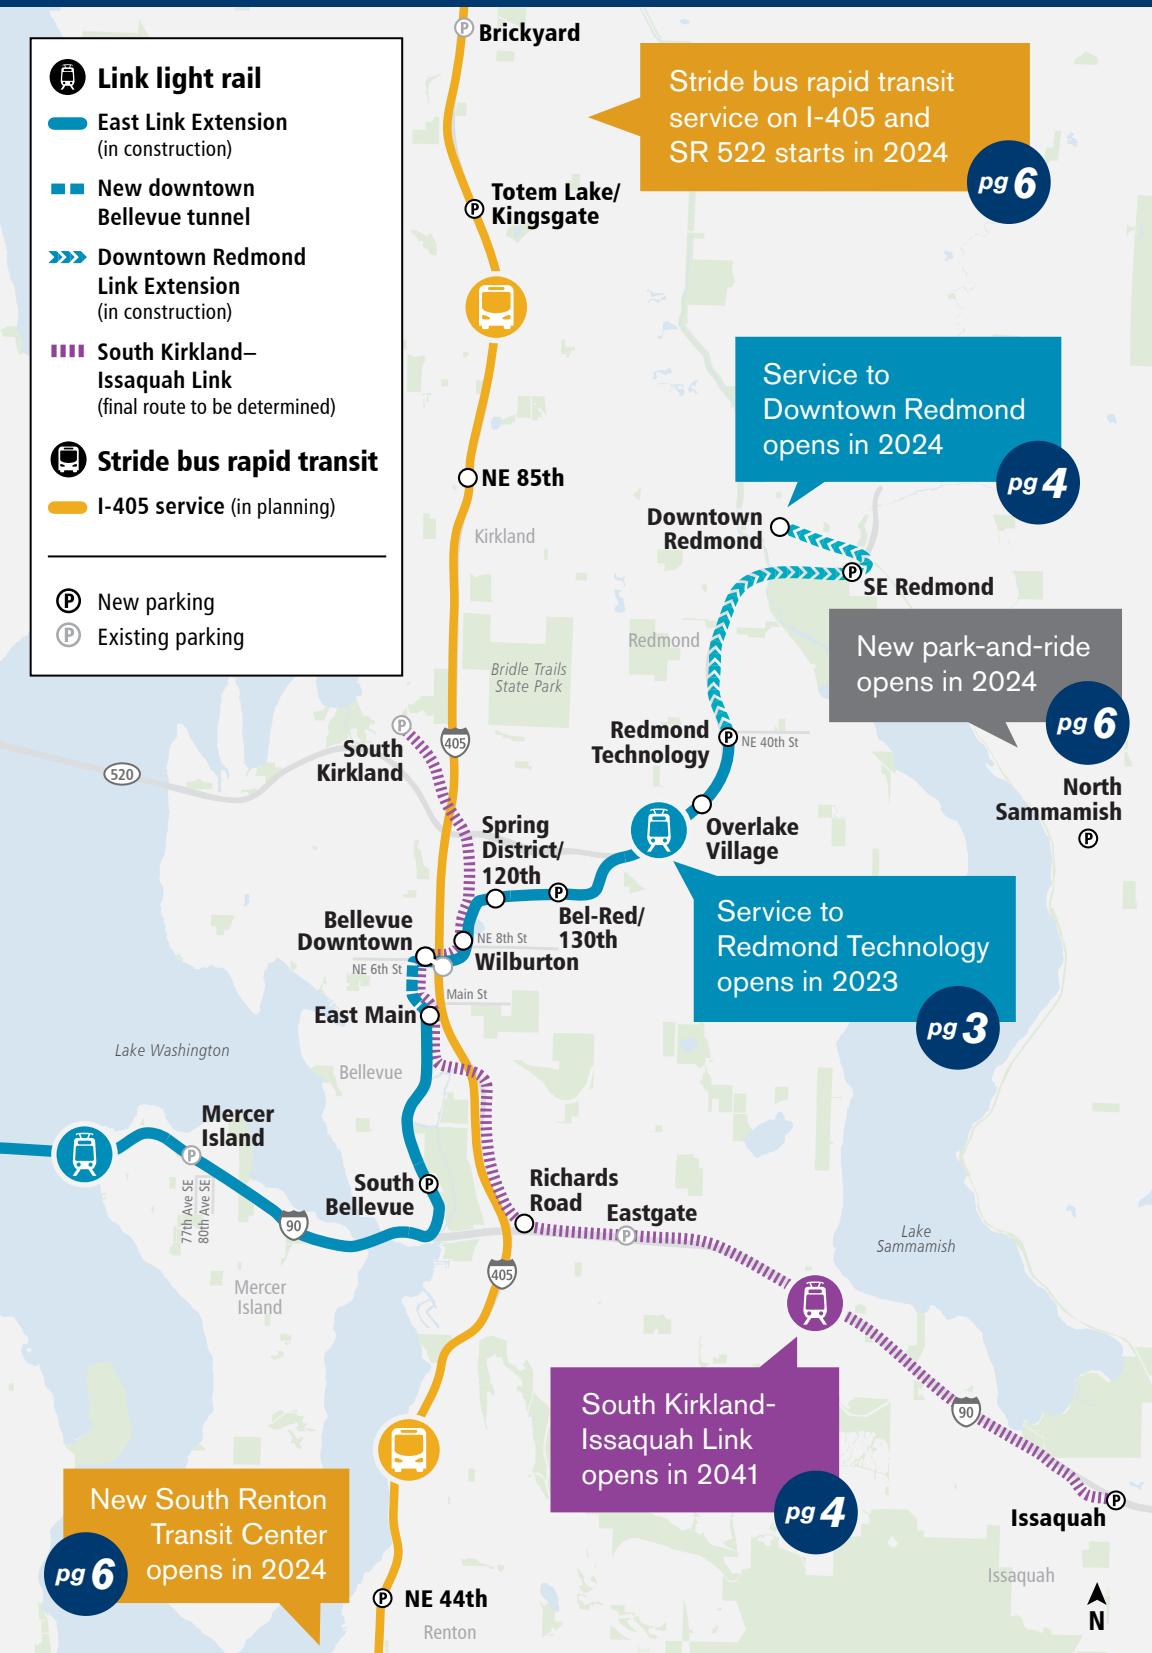 Link light rail
East Link Extension
(in construction)
New downtown
Bellevue tunnel
Downtown Redmond
Link Extension
(in construction)
South Kirkland–
Issaquah Link
(final route to be determined)
Stride bus rapid transit
I-405 service (in planning)
P New parking
P Existing parking
P Brickyard
Stride bus rapid transit
service on I-405 and
SR 522 starts in 2024
pg 6
Totem Lake/
P Kingsgate
Service to
Downtown Redmond
opens in 2024
pg 4
NE 85th
Kirkland
Downtown
Redmond
P
SE Redmond
Redmond
New park-and-ride
opens in 2024
pg 6
North
Sammamish
P
Bridle Trails
State Park
P
South
Kirkland
405
520
Redmond
Technology
P
NE 40th St
Overlake
Village
Spring
District/
120th
P
Bel-Red/
130th
Service to
Redmond Technology
opens in 2023
pg 3
Bellevue
Downtown
NE 8th St
Wilburton
NE 6th St
Main St
East Main
Lake Washington
Bellevue
Mercer
Island
P
77th Ave SE
80th Ave SE
90
South
Bellevue
P
Richards
Road
Eastgate
P
Lake
Sammamish
405
Mercer
Island
South Kirkland-
Issaquah Link
opens in 2041
pg 4
90
P
Issaquah
Issaquah
New South Renton
Transit Center
opens in 2024
pg 6
P NE 44th
Renton
N